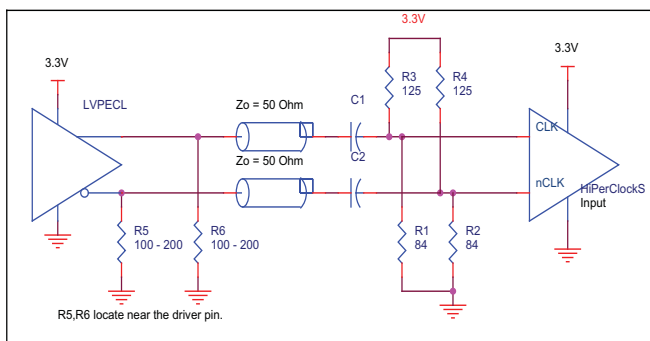 3.3V
3.3V
3.3V
LVPECL
R3
125
R4
125
Zo = 50 Ohm
C1
CLK
Zo = 50 Ohm
C2
nCLK
HiPerClockS
Input
R5
100 - 200
R6
100 - 200
R1
84
R2
84
R5,R6 locate near the driver pin.